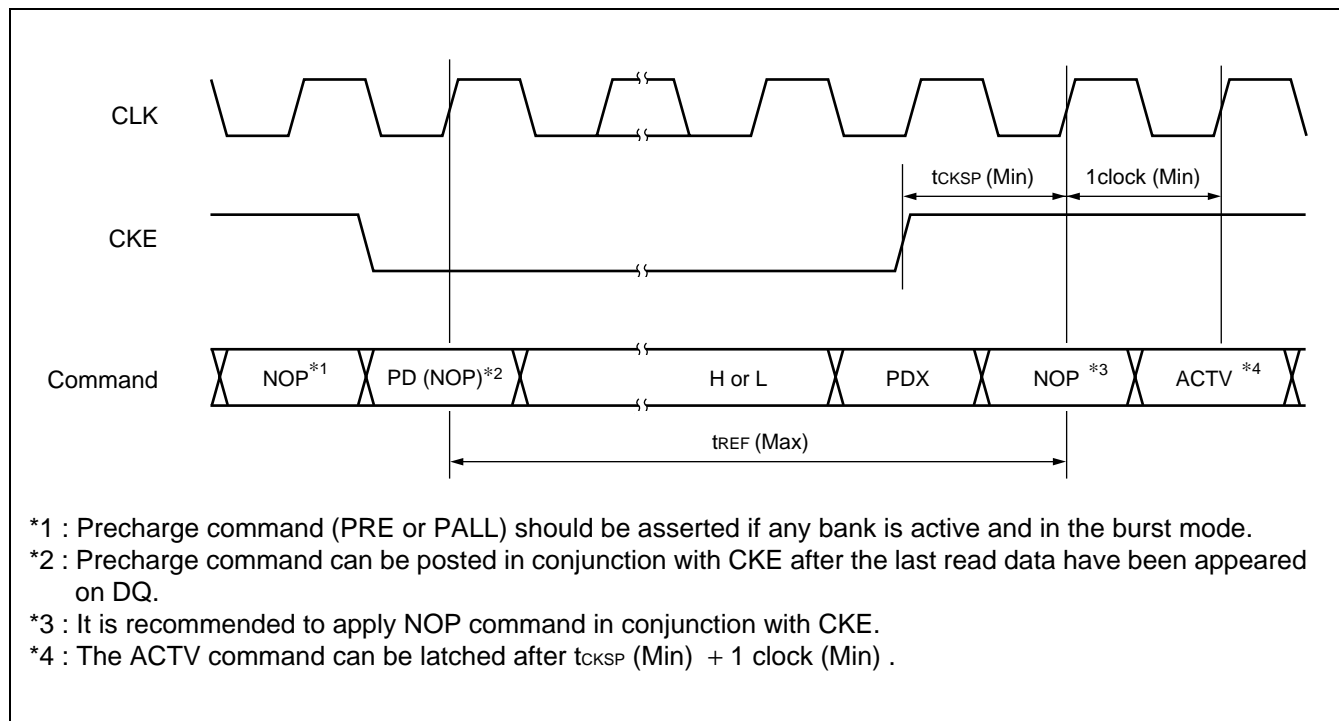 CLK
tCKSP (Min)
1clock (Min)
CKE
Command
NOP*1
PD (NOP)*2
H or L
PDX
NOP *3
ACTV *4
tREF (Max)
*1 : Precharge command (PRE or PALL) should be asserted if any bank is active and in the burst mode.
*2 : Precharge command can be posted in conjunction with CKE after the last read data have been appeared
on DQ.
*3 : It is recommended to apply NOP command in conjunction with CKE.
*4 : The ACTV command can be latched after tCKSP (Min) + 1 clock (Min) .